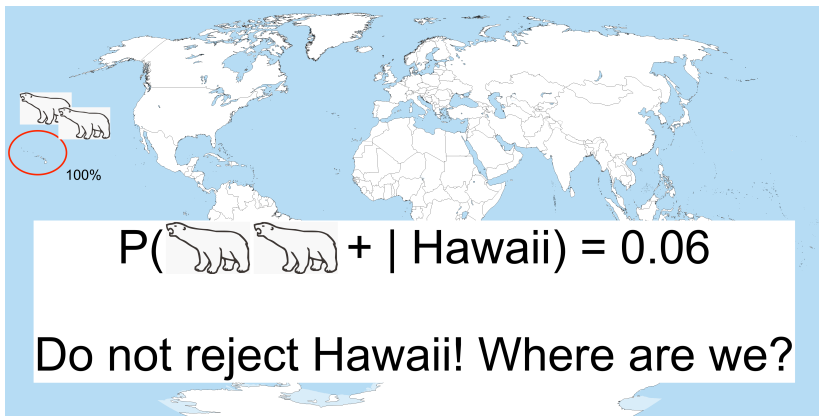 100%
P( + | Hawaii) = 0.06
Do not reject Hawaii! Where are we?